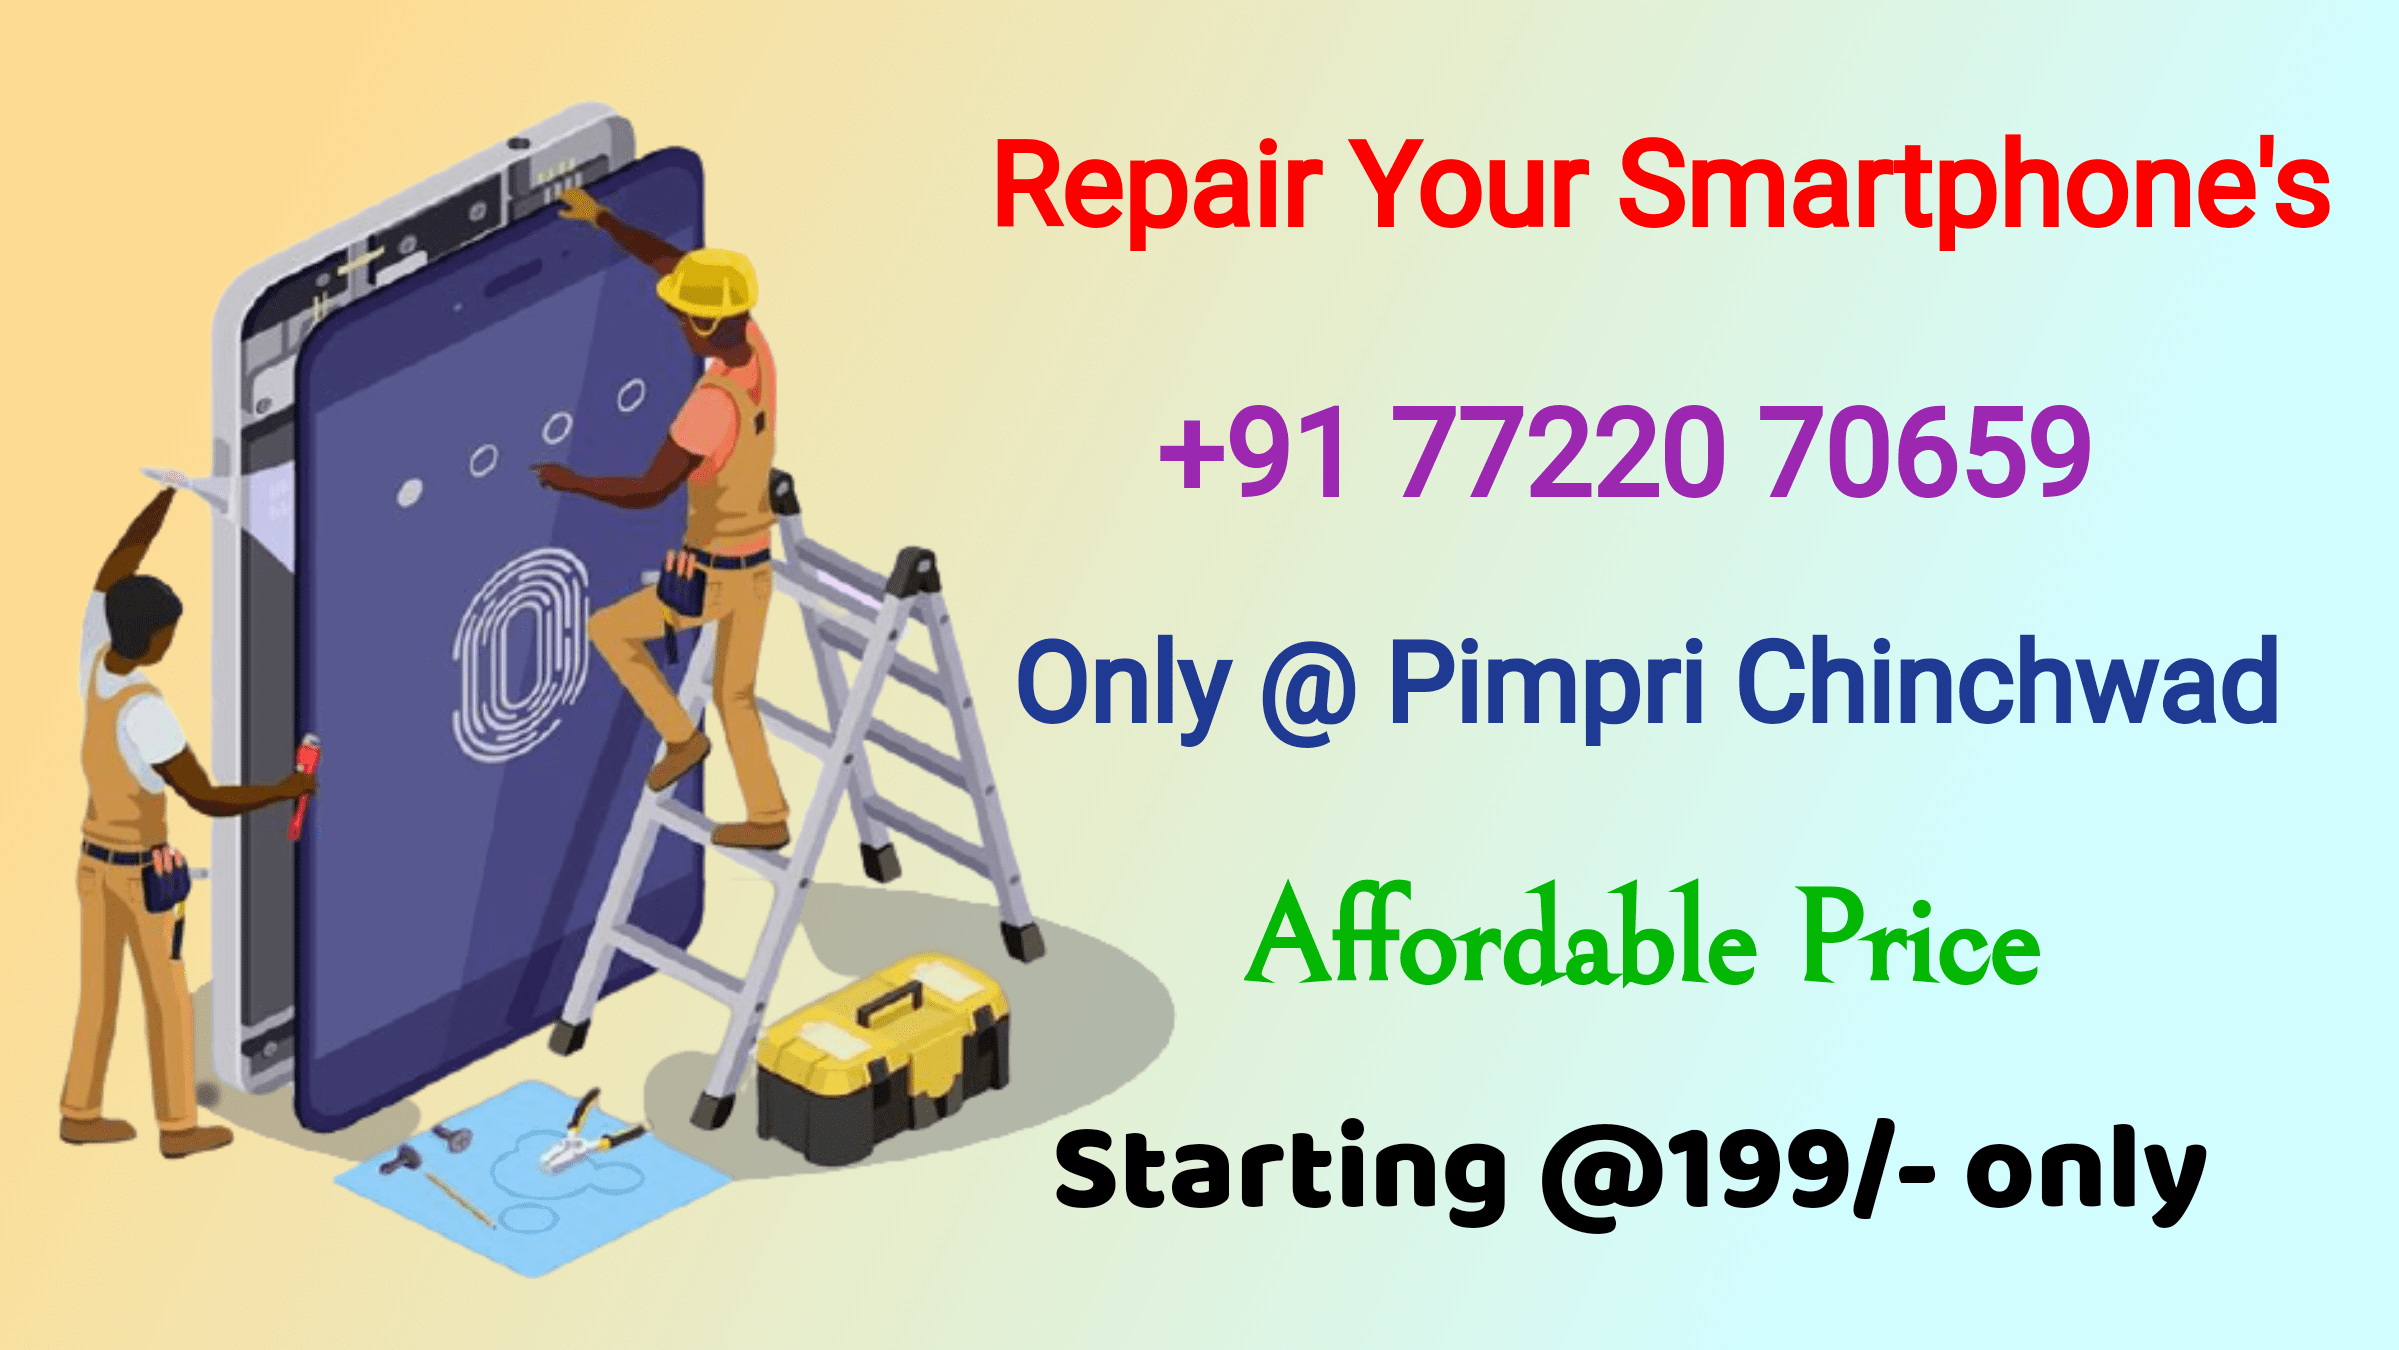 Repair Your Smartphone's
+91 77220 70659
Only @ Pimpri Chinchwad
Affordable Price
Starting @199/- only